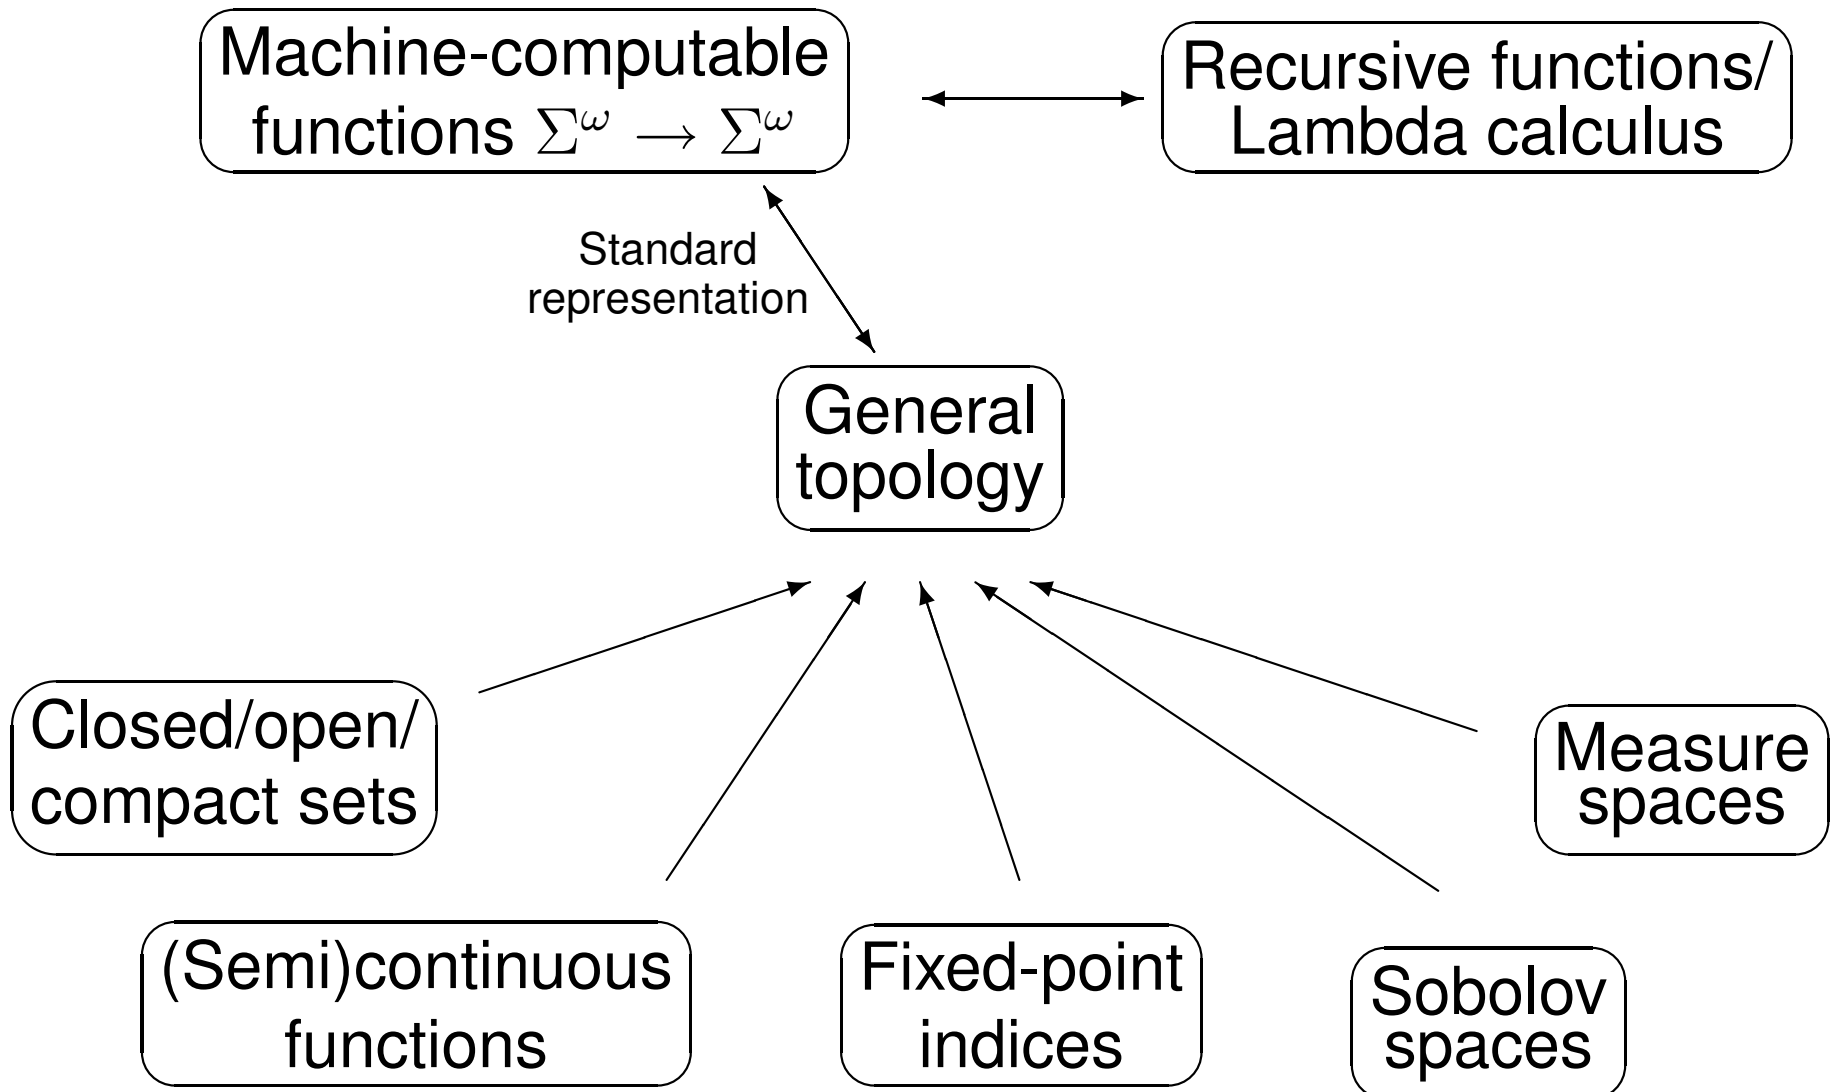 Machine-computable
functions Σ^ω → Σ^ω
Recursive functions/
Lambda calculus
Standard
representation
General
topology
Closed/open/
compact sets
Measure
spaces
(Semi)continuous
functions
Fixed-point
indices
Sobolov
spaces